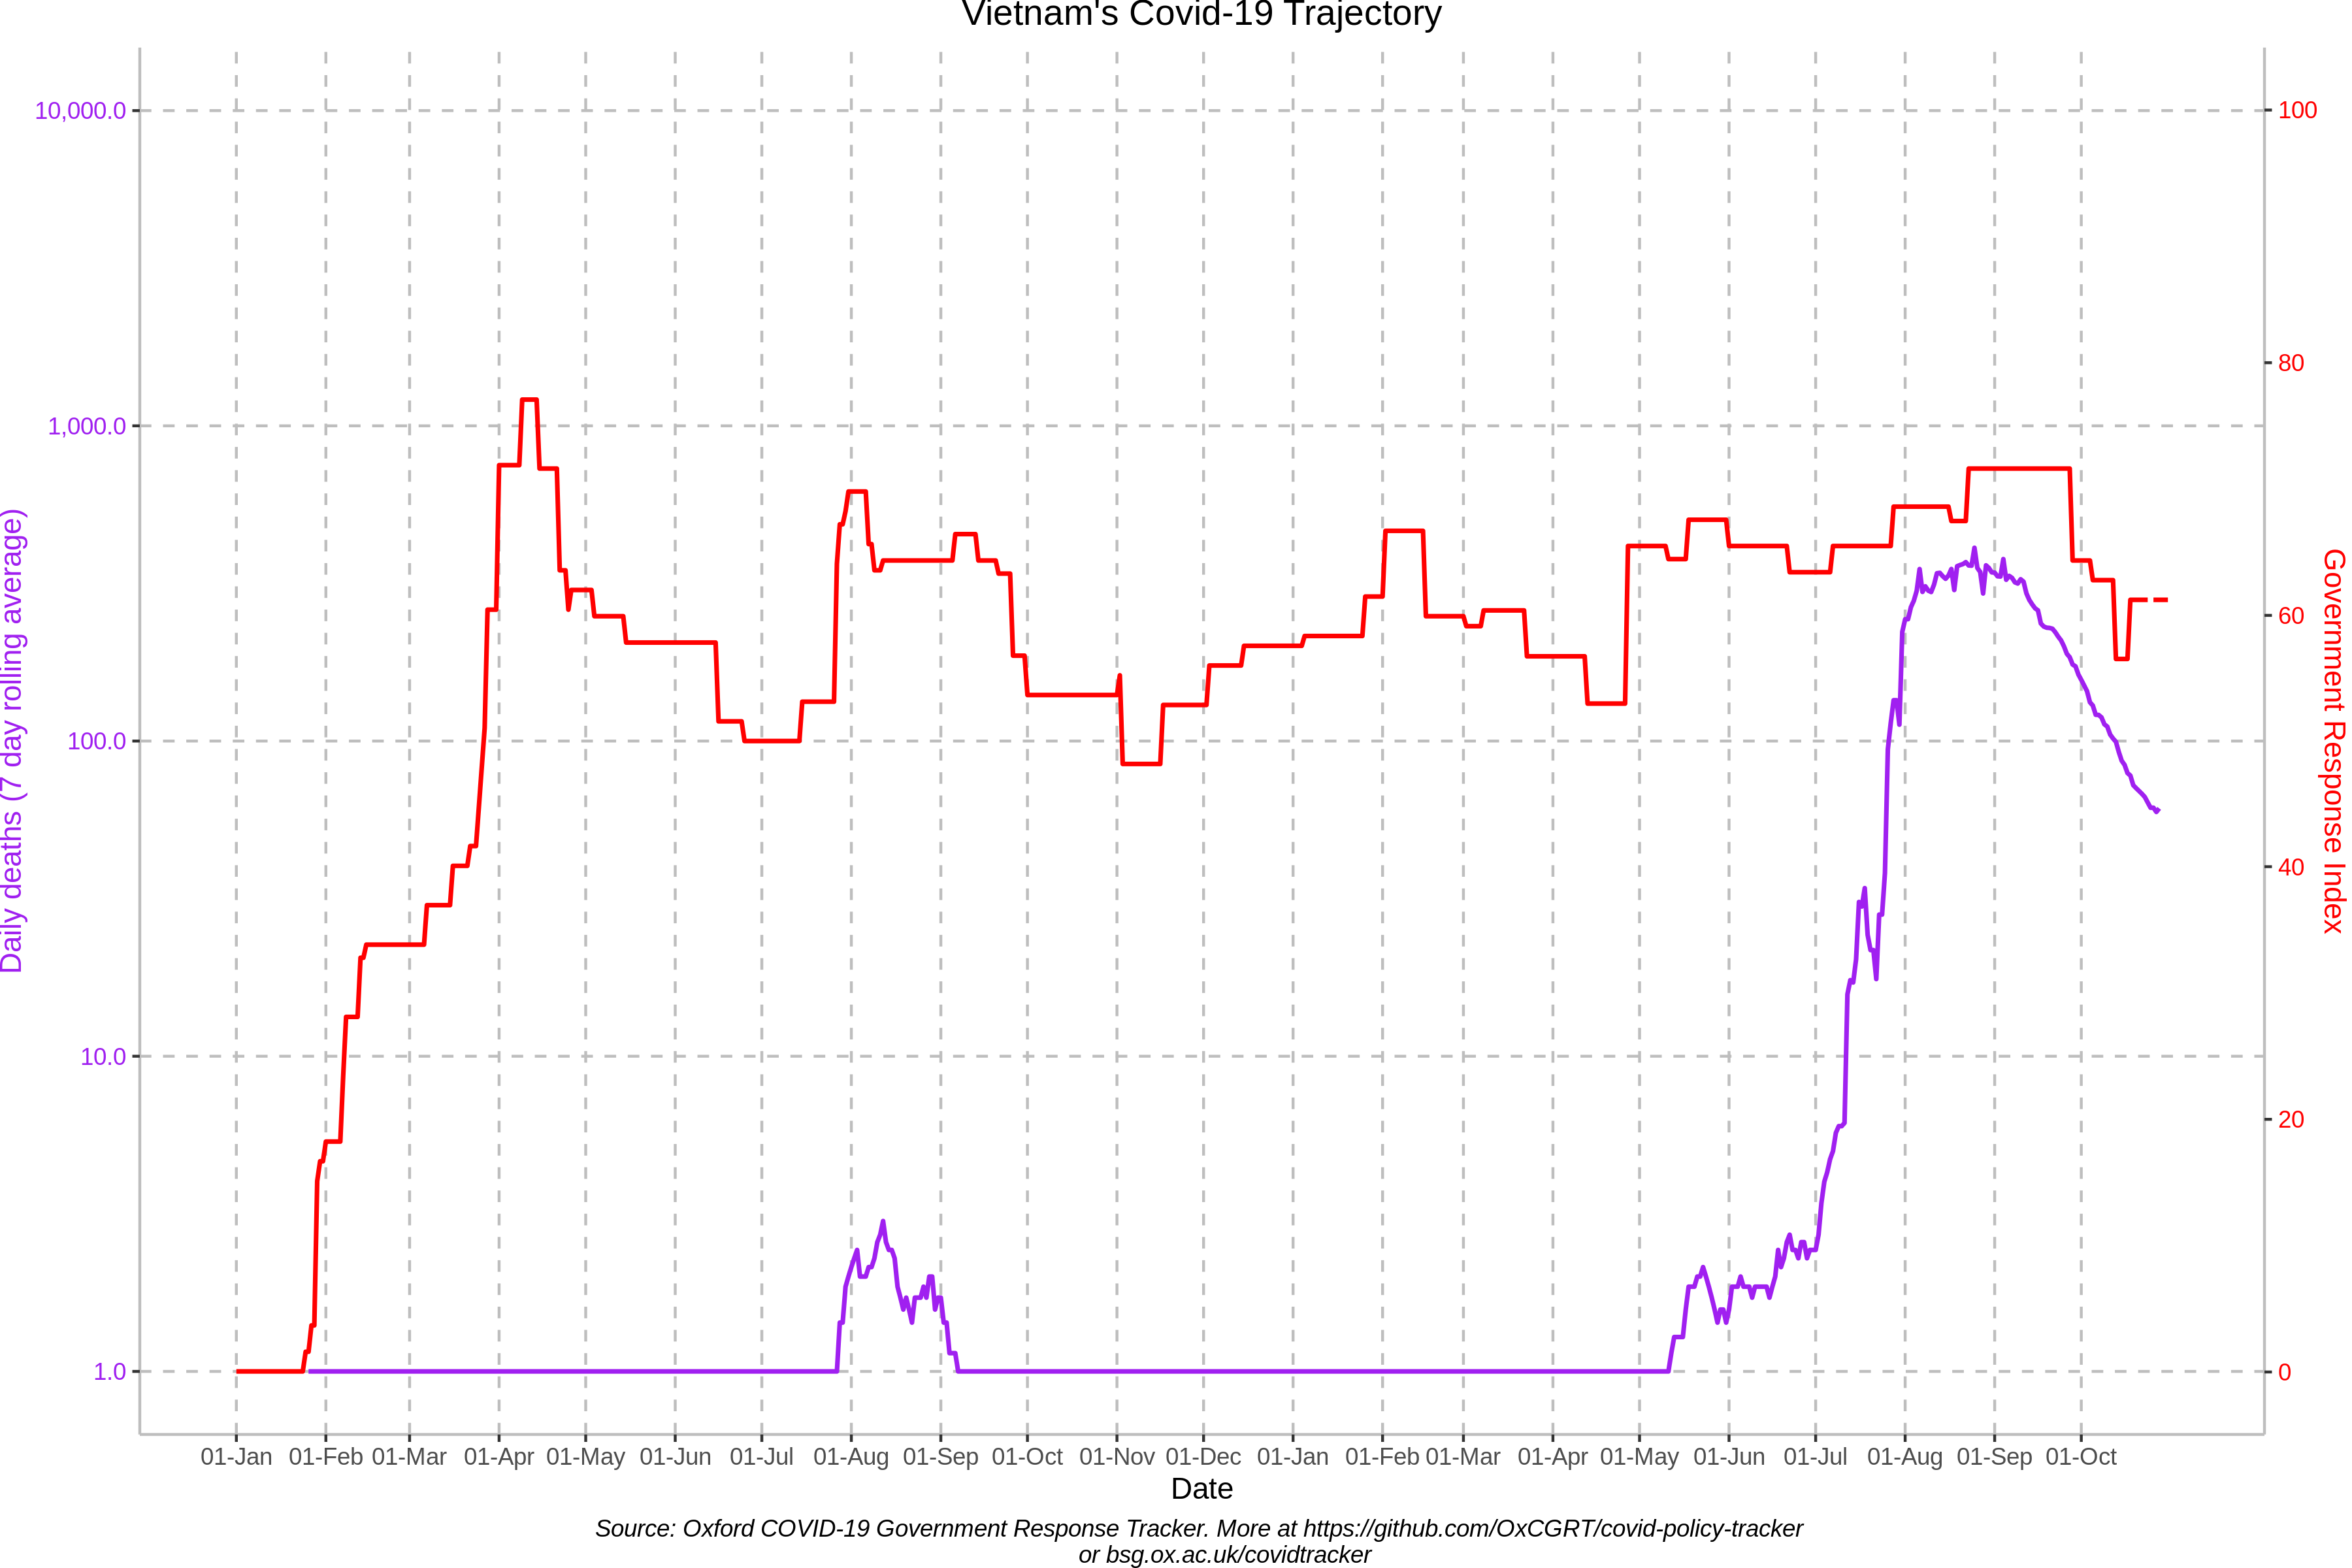 Vietnam's Covid-19 Trajectory
10,000.0
1,000.0
100.0
10.0
1.0
Daily deaths (7 day rolling average)
100
80
60
40
20
0
Government Response Index
01-Jan 01-Feb 01-Mar 01-Apr 01-May 01-Jun 01-Jul 01-Aug 01-Sep 01-Oct 01-Nov 01-Dec 01-Jan 01-Feb 01-Mar 01-Apr 01-May 01-Jun 01-Jul 01-Aug 01-Sep 01-Oct
Date
Source: Oxford COVID-19 Government Response Tracker. More at https://github.com/OxCGRT/covid-policy-tracker
or bsg.ox.ac.uk/covidtracker